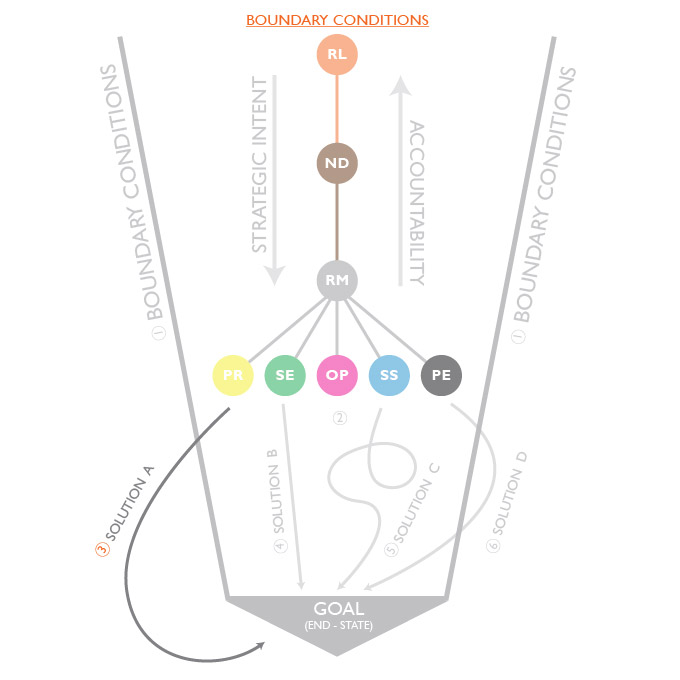 BOUNDARY CONDITIONS
RL
① BOUNDARY CONDITIONS
STRATEGIC INTENT
ND
ACCOUNTABILITY
① BOUNDARY CONDITIONS
RM
PR SE OP SS PE
②
③ SOLUTION A
④ SOLUTION B
⑤ SOLUTION C
⑥ SOLUTION D
GOAL
(END - STATE)